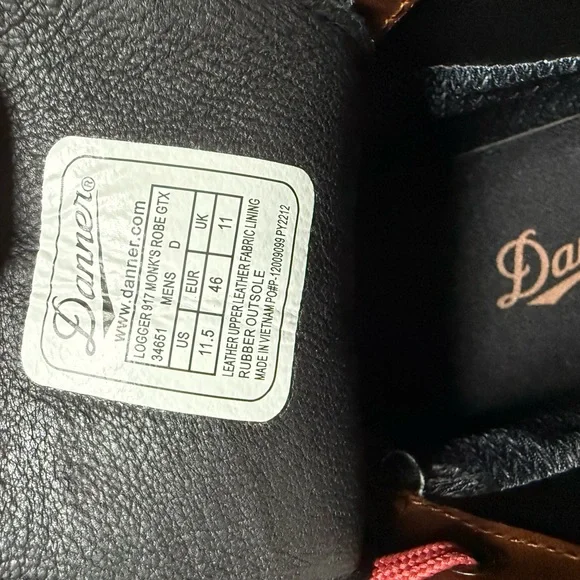 Danner®
www.danner.com
LOGGER 917 MONK'S ROBE GTX
34651 MENS D
US EUR UK
11.5 46 11
LEATHER UPPER LEATHER FABRIC LINING
RUBBER OUTSOLE
MADE IN VIETNAM PO#P-12009099 PY2212
Da